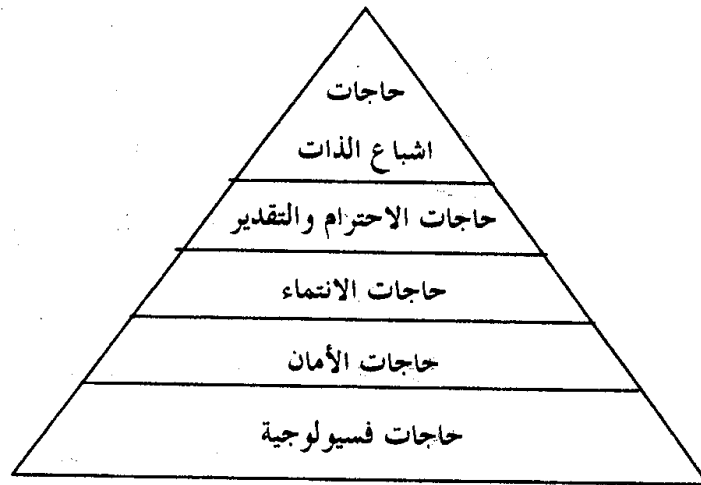 حاجات
اشباع الذات
حاجات الاحترام والتقدير
حاجات الانتماء
حاجات الأمان
حاجات فسيولوجية